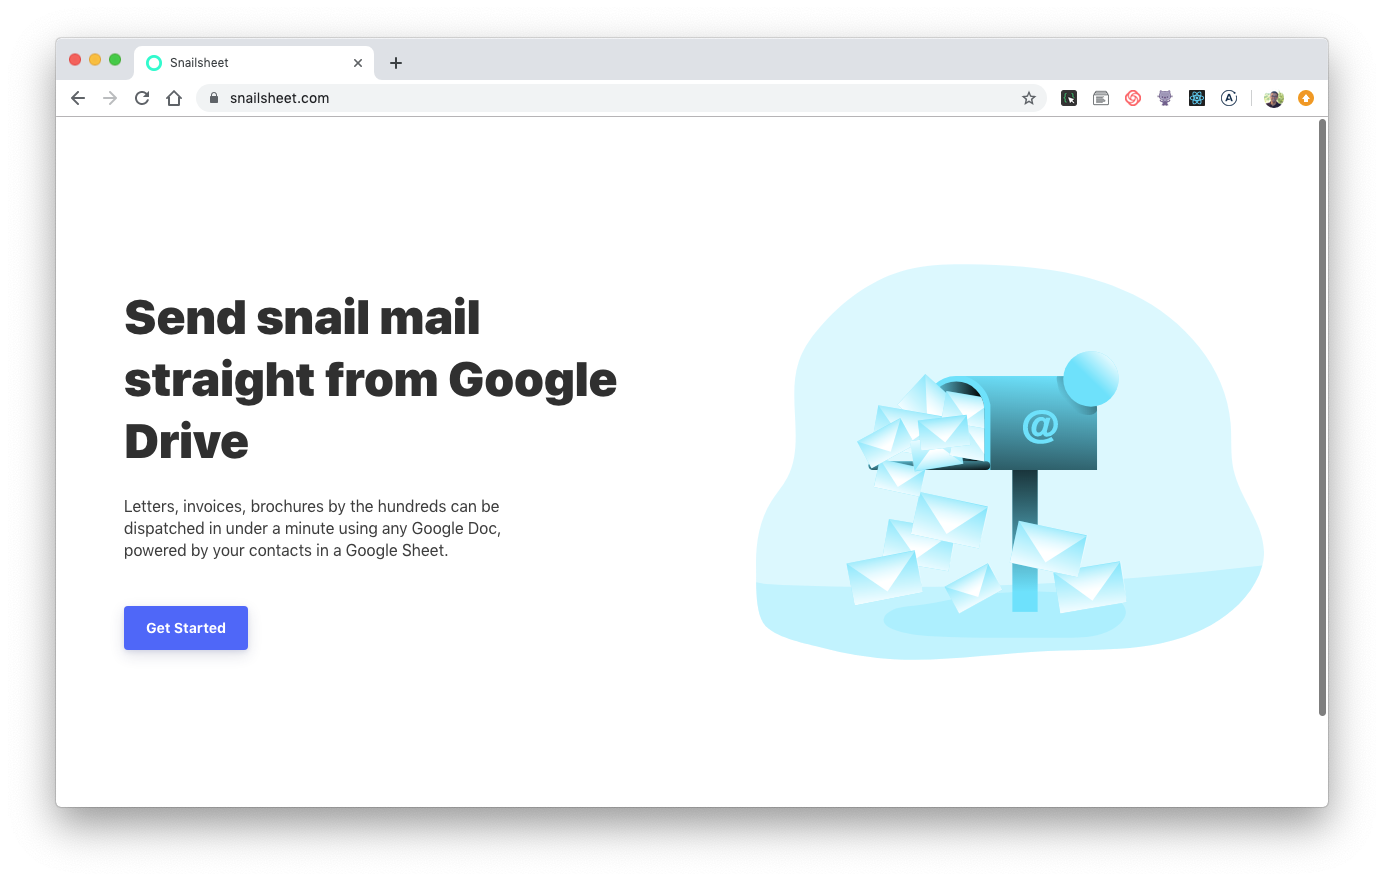 Snailsheet
snailsheet.com
Send snail mail
straight from Google
Drive
Letters, invoices, brochures by the hundreds can be
dispatched in under a minute using any Google Doc,
powered by your contacts in a Google Sheet.
Get Started
@